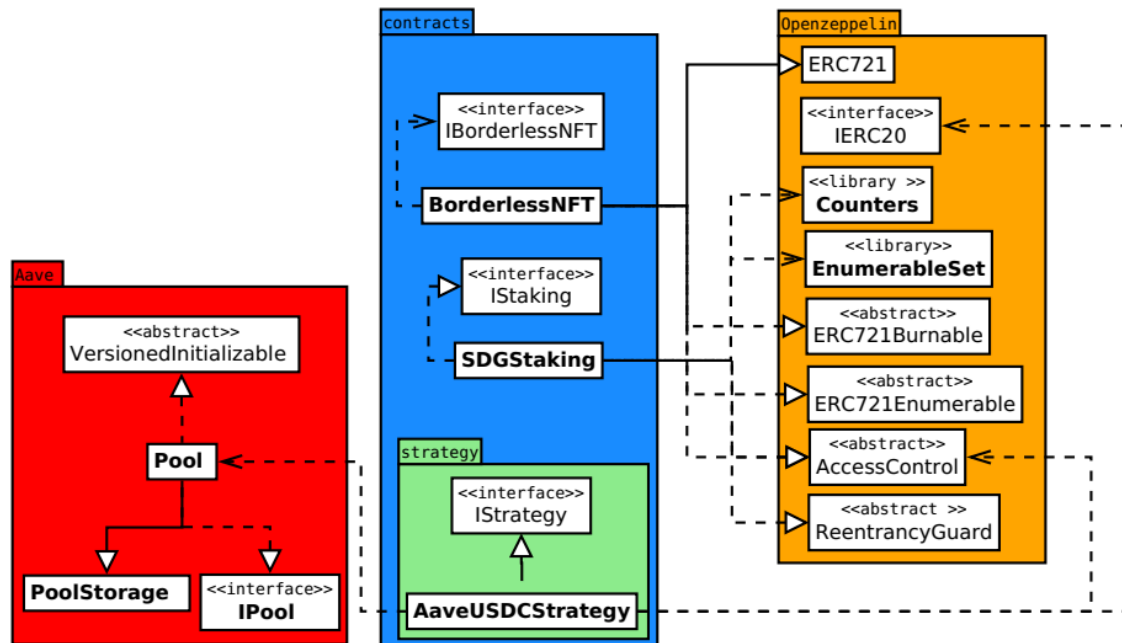 contracts
<<interface>>
IBorderlessNFT
BorderlessNFT
<<interface>>
IStaking
SDGStaking
strategy
<<interface>>
IStrategy
AaveUSDCStrategy
Openzeppelin
ERC721
<<interface>>
IERC20
<<library >>
Counters
<<library>>
EnumerableSet
<<abstract>>
ERC721Burnable
<<abstract>>
ERC721Enumerable
<<abstract>>
AccessControl
<<abstract >>
ReentrancyGuard
Aave
<<abstract>>
VersionedInitializable
Pool
PoolStorage
<<interface>>
IPool